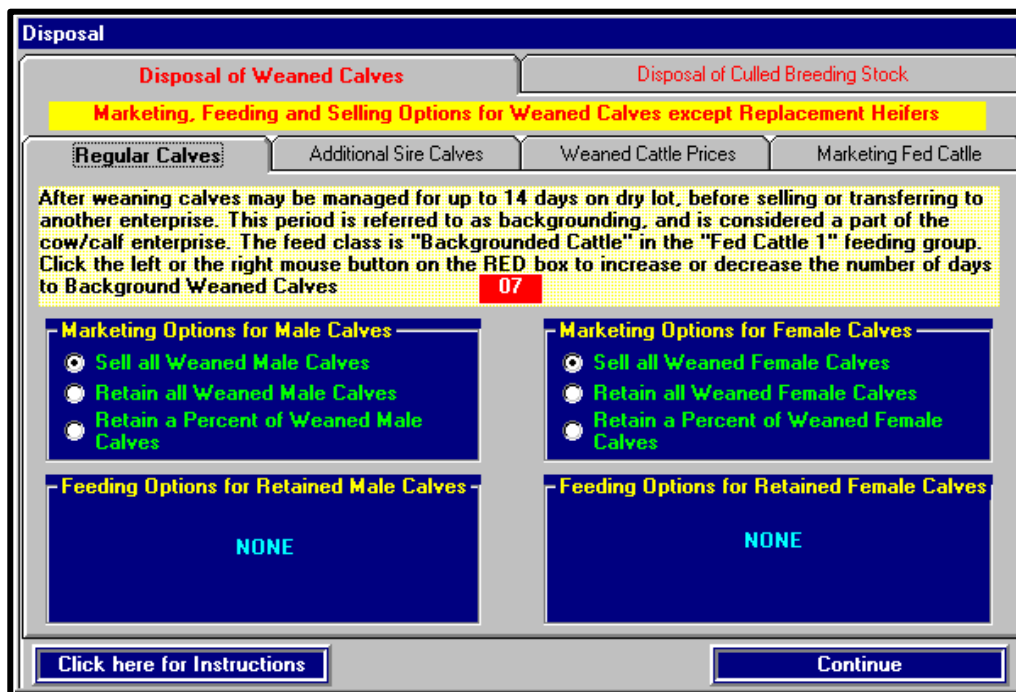 Disposal
Disposal of Weaned Calves
Disposal of Culled Breeding Stock
Marketing, Feeding and Selling Options for Weaned Calves except Replacement Heifers
Regular Calves
Additional Sire Calves
Weaned Cattle Prices
Marketing Fed Catlle
After weaning calves may be managed for up to 14 days on dry lot, before selling or transferring to
another enterprise. This period is referred to as backgrounding, and is considered a part of the
cow/calf enterprise. The feed class is "Backgrounded Cattle" in the "Fed Cattle 1" feeding group.
Click the left or the right mouse button on the RED box to increase or decrease the number of days
to Background Weaned Calves 07
Marketing Options for Male Calves
Sell all Weaned Male Calves
Retain all Weaned Male Calves
Retain a Percent of Weaned Male
Calves
Marketing Options for Female Calves
Sell all Weaned Female Calves
Retain all Weaned Female Calves
Retain a Percent of Weaned Female
Calves
Feeding Options for Retained Male Calves
NONE
Feeding Options for Retained Female Calves
NONE
Click here for Instructions
Continue